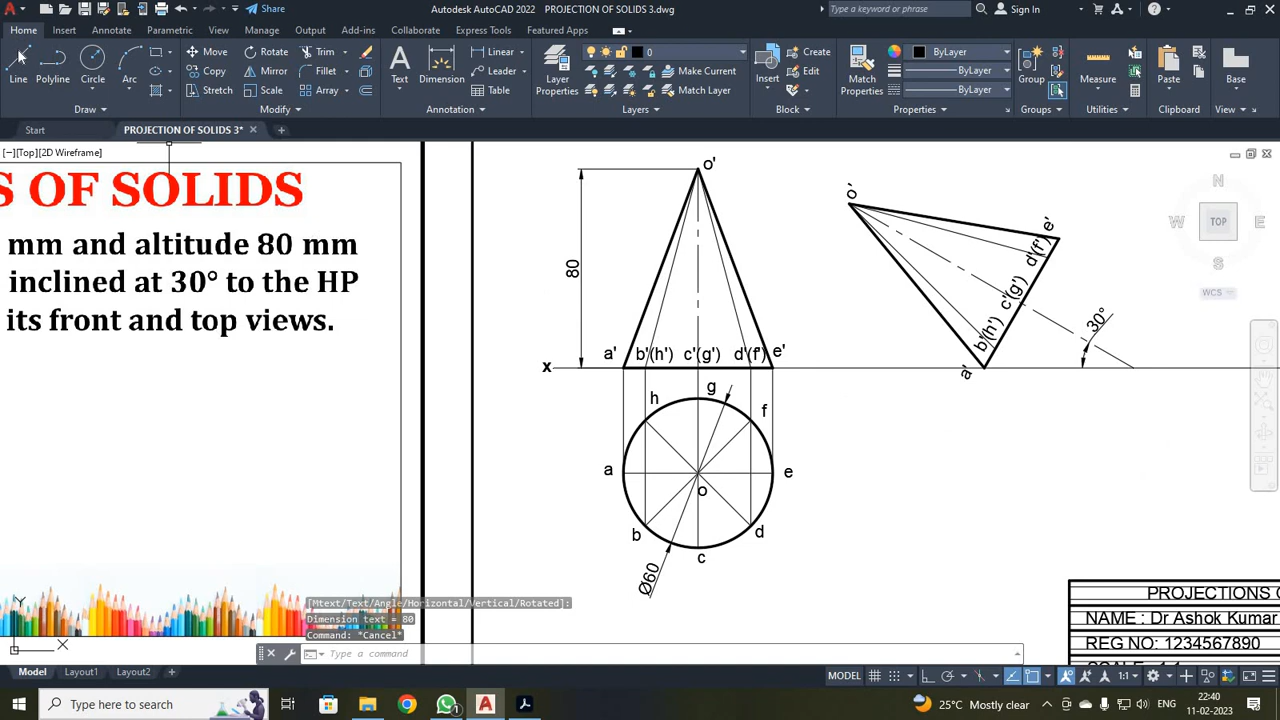 Share
Autodesk AutoCAD 2022 PROJECTION OF SOLIDS 3.dwg
Type a keyword or phrase
Sign In
Home Insert Annotate Parametric View Manage Output Add-ins Collaborate Express Tools Featured Apps
Line Polyline Circle Arc
Move Rotate Trim
Copy Mirror Fillet
Stretch Scale Array
Text Dimension
Linear
Leader
Table
Layer Properties
0
Make Current
Match Layer
Insert
Create
Edit
Match Properties
ByLayer
ByLayer
ByLayer
Group
Measure
Paste
Base
Draw Modify Annotation Layers Block Properties Groups Utilities Clipboard View
Start PROJECTION OF SOLIDS 3*
[−][Top][2D Wireframe]
S OF SOLIDS
mm and altitude 80 mm
inclined at 30° to the HP
its front and top views.
o'
80
a' b'(h') c'(g') d'(f') e'
x
g
h
f
a
e
o
b
d
c
Ø60
o'
e'
d'(f')
c'(g')
b'(h')
a'
30°
N
W TOP E
S
WCS
Y
X
PROJECTIONS O
NAME : Dr Ashok Kumar
REG NO: 1234567890
[Mtext/Text/Angle/Horizontal/Vertical/Rotated]:
Dimension text = 80
Command: *Cancel*
Type a command
Model Layout1 Layout2
MODEL 1:1
Type here to search
1
25°C Mostly clear
22:40
11-02-2023